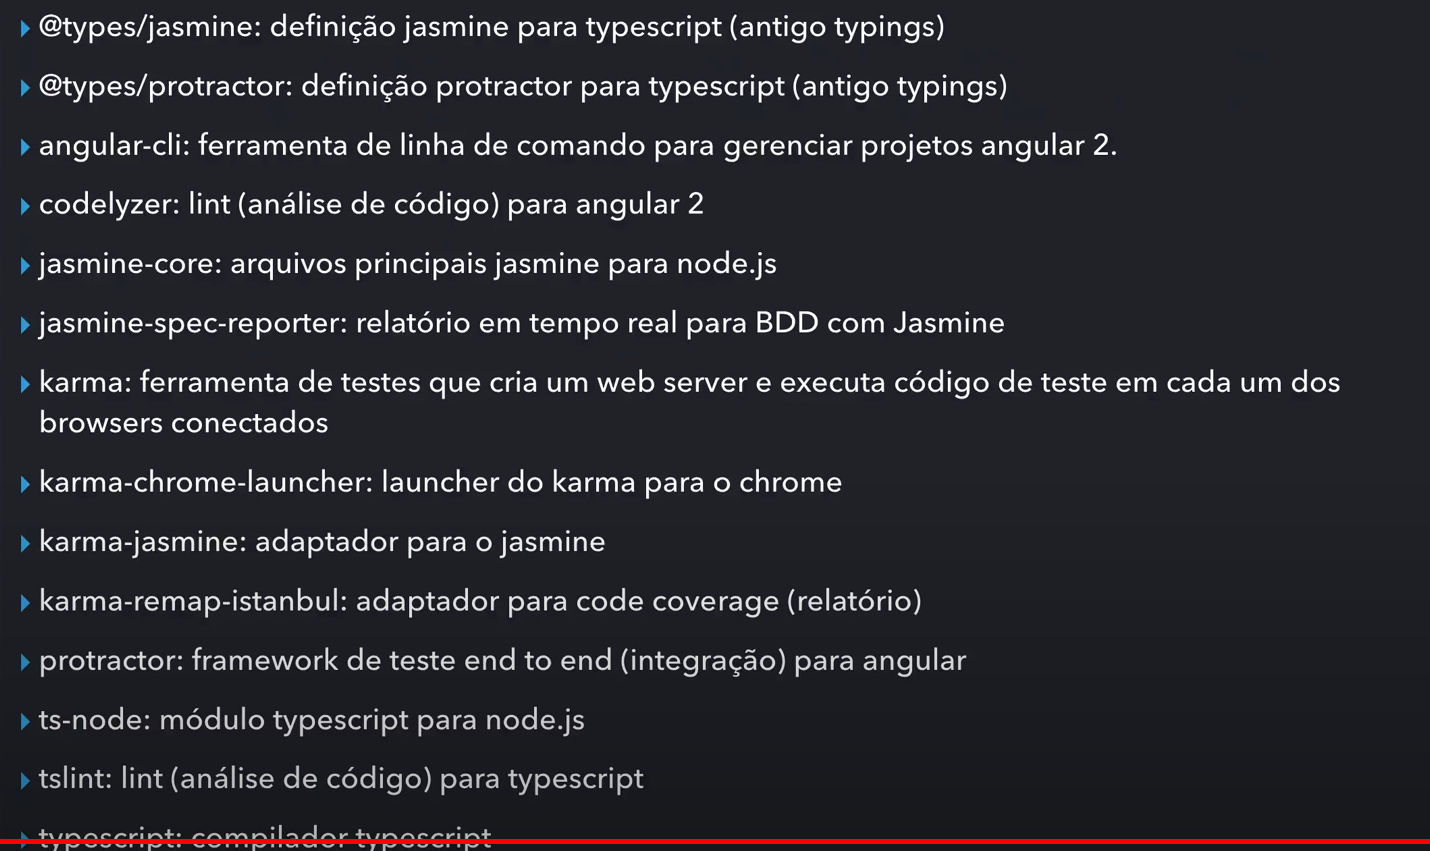 @types/jasmine: definição jasmine para typescript (antigo typings)
@types/protractor: definição protractor para typescript (antigo typings)
angular-cli: ferramenta de linha de comando para gerenciar projetos angular 2.
codelyzer: lint (análise de código) para angular 2
jasmine-core: arquivos principais jasmine para node.js
jasmine-spec-reporter: relatório em tempo real para BDD com Jasmine
karma: ferramenta de testes que cria um web server e executa código de teste em cada um dos
browsers conectados
karma-chrome-launcher: launcher do karma para o chrome
karma-jasmine: adaptador para o jasmine
karma-remap-istanbul: adaptador para code coverage (relatório)
protractor: framework de teste end to end (integração) para angular
ts-node: módulo typescript para node.js
tslint: lint (análise de código) para typescript
typescript: compilador typescript